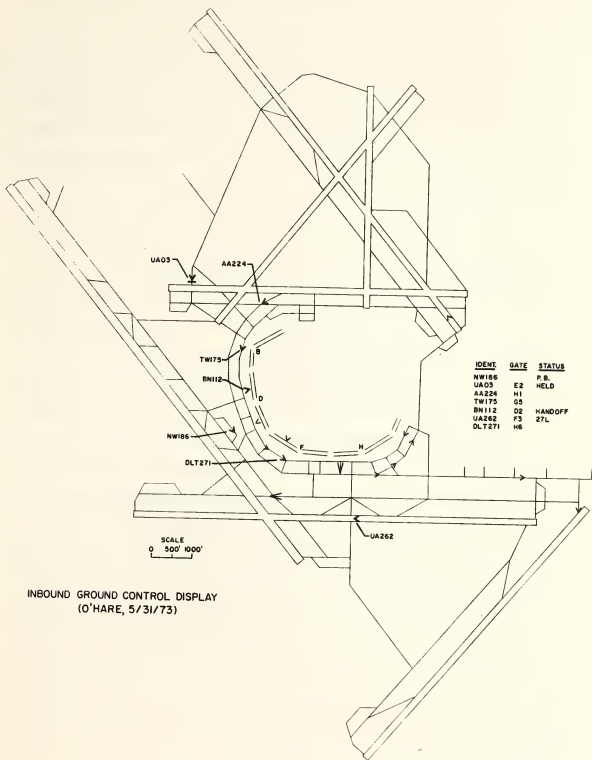 UA03
AA224
TW175
B
BN112
D
NW186
F
H
DLT271
UA262
IDENT. GATE STATUS
NW186 P.B.
UA03 E2 HELD
AA224 H1
TW175 G5
BN112 D2 HANDOFF
UA262 F3 27L
DLT271 H6
SCALE
0 500' 1000'
INBOUND GROUND CONTROL DISPLAY
(O'HARE, 5/31/73)